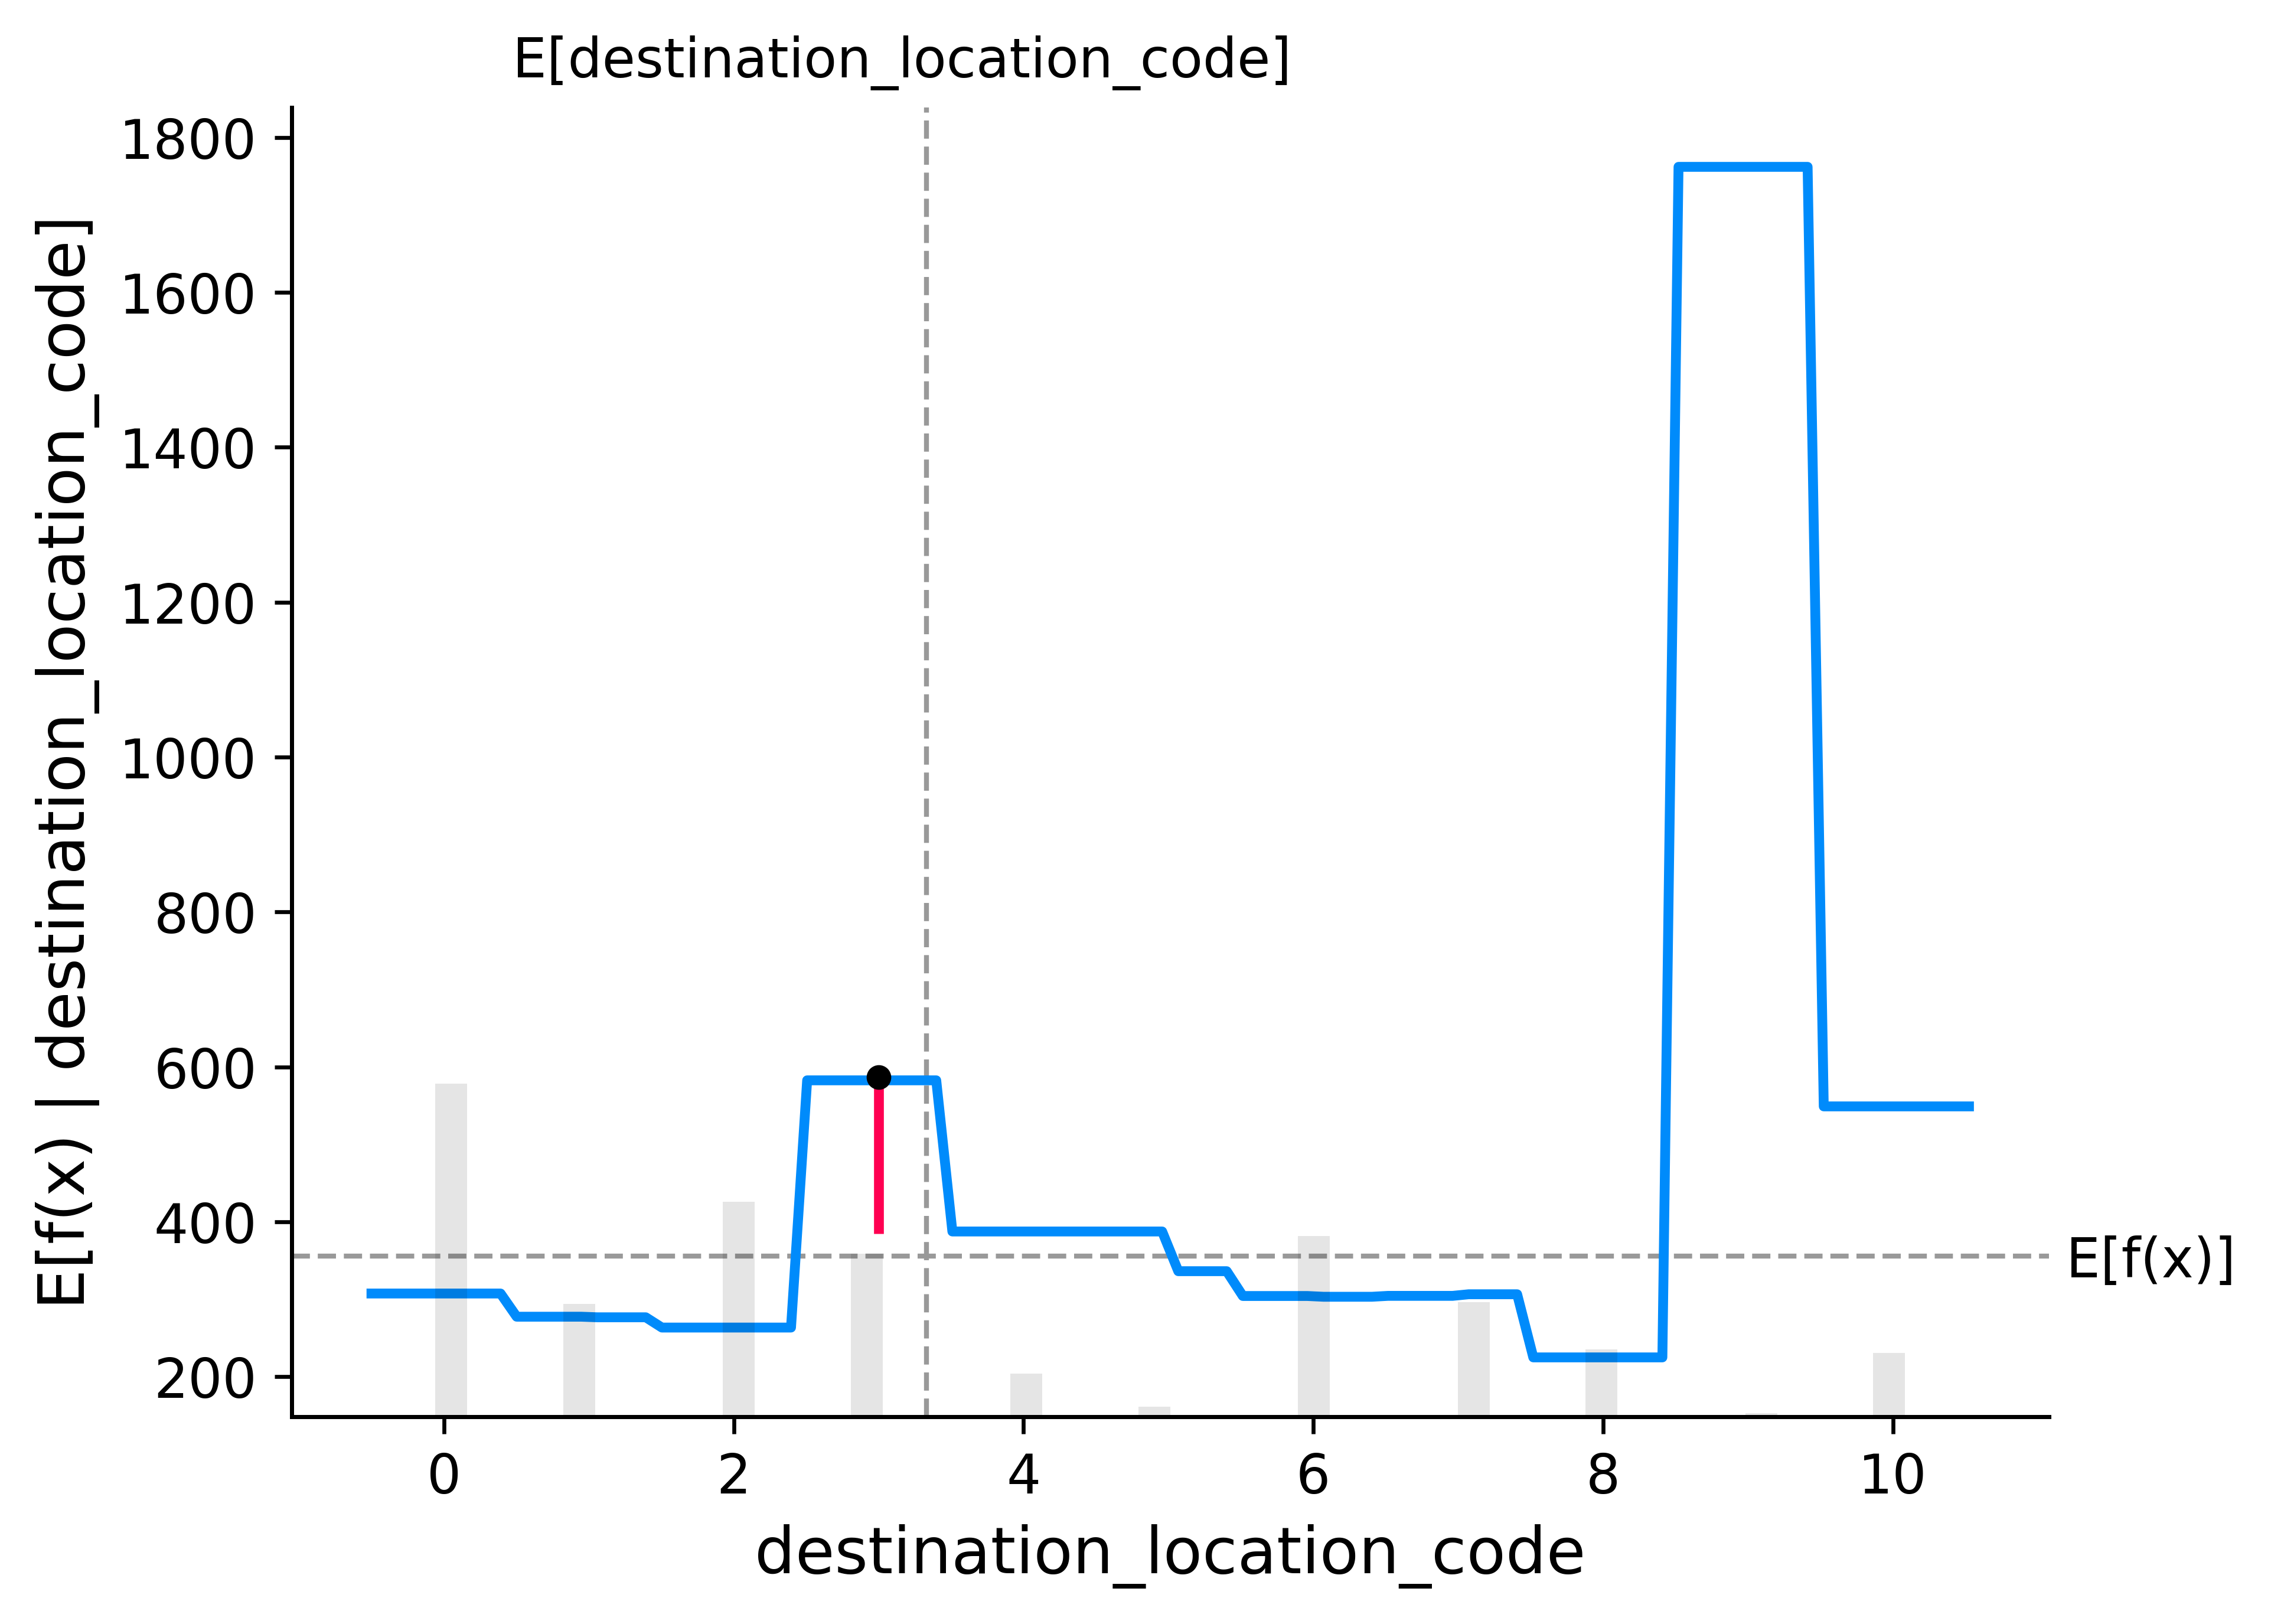 E[destination_location_code]
E[f(x) | destination_location_code]
1800
1600
1400
1200
1000
800
600
400
200
E[f(x)]
0 2 4 6 8 10
destination_location_code